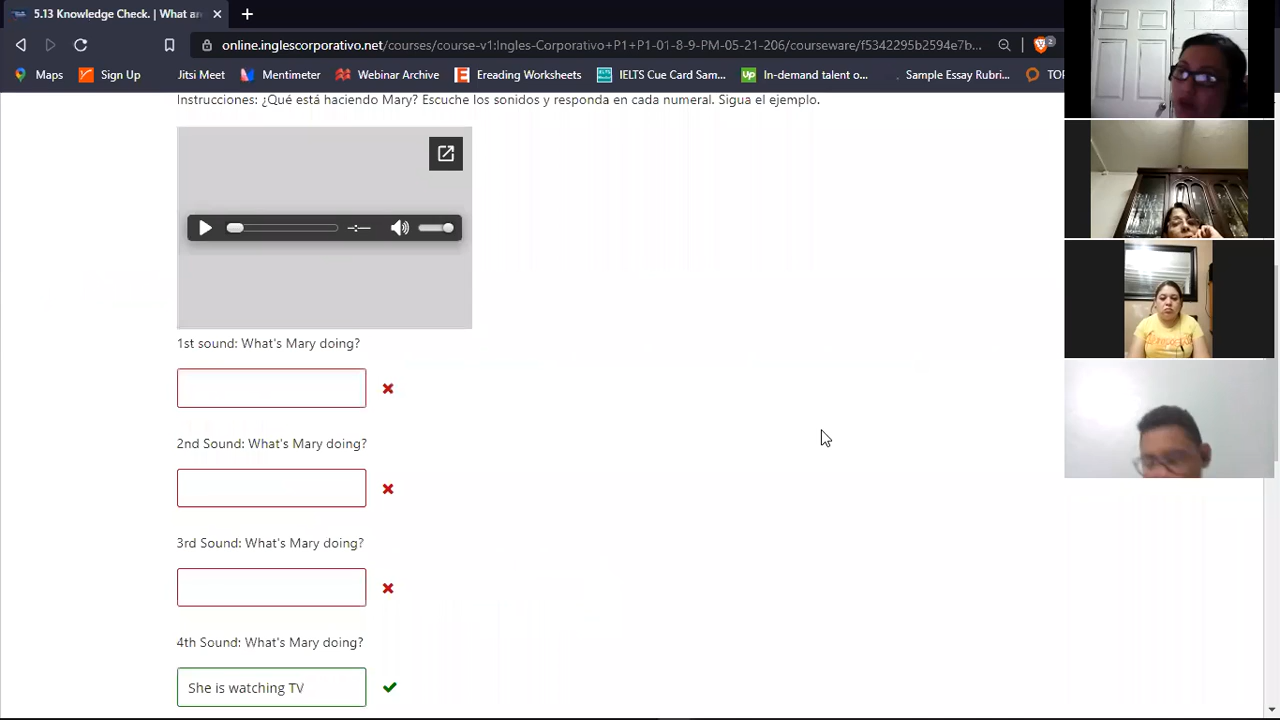 5.13 Knowledge Check. | What ar
online.inglescorporativo.net/courses/course-v1:Ingles-Corporativo+P1+P1-01-8-9-PM-05-21-206/courseware/f5342295b2594e7b...
2
Maps
Sign Up
Jitsi Meet
Mentimeter
Webinar Archive
Ending Worksheets
IELTS Cue Card Sam...
In-demand talent o...
Simple Essay Rubri...
TOP
Instrucciones: ¿Qué está haciendo Mary? Escuche los sonidos y responda en cada numeral. Sigua el ejemplo.
-:-
1st sound: What's Mary doing?
2nd Sound: What's Mary doing?
3rd Sound: What's Mary doing?
4th Sound: What's Mary doing?
She is watching TV